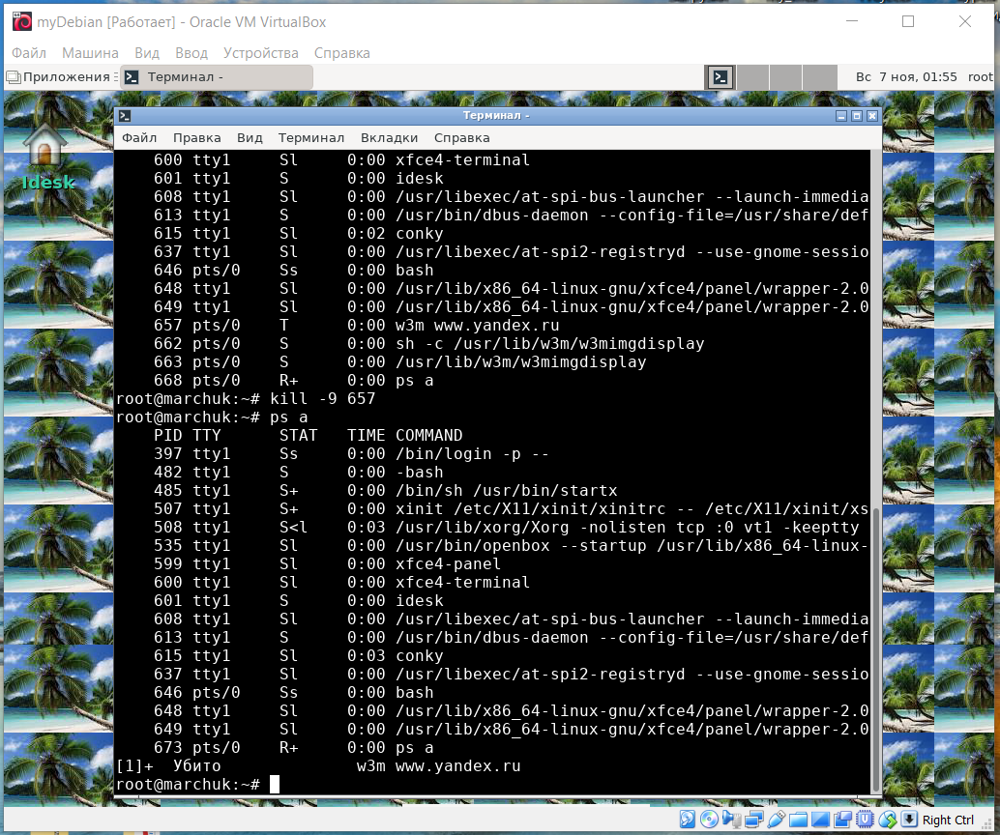 myDebian [Работает] - Oracle VM VirtualBox
Файл Машина Вид Ввод Устройства Справка
Приложения Терминал - Вс 7 ноя, 01:55 root
Терминал -
Файл Правка Вид Терминал Вкладки Справка
Idesk
600 tty1 Sl 0:00 xfce4-terminal
601 tty1 S 0:00 idesk
608 tty1 Sl 0:00 /usr/libexec/at-spi-bus-launcher --launch-immedia
613 tty1 S 0:00 /usr/bin/dbus-daemon --config-file=/usr/share/def
615 tty1 Sl 0:02 conky
637 tty1 Sl 0:00 /usr/libexec/at-spi2-registryd --use-gnome-sessio
646 pts/0 Ss 0:00 bash
648 tty1 Sl 0:00 /usr/lib/x86_64-linux-gnu/xfce4/panel/wrapper-2.0
649 tty1 Sl 0:00 /usr/lib/x86_64-linux-gnu/xfce4/panel/wrapper-2.0
657 pts/0 T 0:00 w3m www.yandex.ru
662 pts/0 S 0:00 sh -c /usr/lib/w3m/w3mimgdisplay
663 pts/0 S 0:00 /usr/lib/w3m/w3mimgdisplay
668 pts/0 R+ 0:00 ps a
root@marchuk:~# kill -9 657
root@marchuk:~# ps a
PID TTY STAT TIME COMMAND
397 tty1 Ss 0:00 /bin/login -p --
482 tty1 S 0:00 -bash
485 tty1 S+ 0:00 /bin/sh /usr/bin/startx
507 tty1 S+ 0:00 xinit /etc/X11/xinit/xinitrc -- /etc/X11/xinit/xs
508 tty1 S<l 0:03 /usr/lib/xorg/Xorg -nolisten tcp :0 vt1 -keeptty
535 tty1 Sl 0:00 /usr/bin/openbox --startup /usr/lib/x86_64-linux-
599 tty1 Sl 0:00 xfce4-panel
600 tty1 Sl 0:00 xfce4-terminal
601 tty1 S 0:00 idesk
608 tty1 Sl 0:00 /usr/libexec/at-spi-bus-launcher --launch-immedia
613 tty1 S 0:00 /usr/bin/dbus-daemon --config-file=/usr/share/def
615 tty1 Sl 0:03 conky
637 tty1 Sl 0:00 /usr/libexec/at-spi2-registryd --use-gnome-sessio
646 pts/0 Ss 0:00 bash
648 tty1 Sl 0:00 /usr/lib/x86_64-linux-gnu/xfce4/panel/wrapper-2.0
649 tty1 Sl 0:00 /usr/lib/x86_64-linux-gnu/xfce4/panel/wrapper-2.0
673 pts/0 R+ 0:00 ps a
[1]+ Убито w3m www.yandex.ru
root@marchuk:~#
Right Ctrl